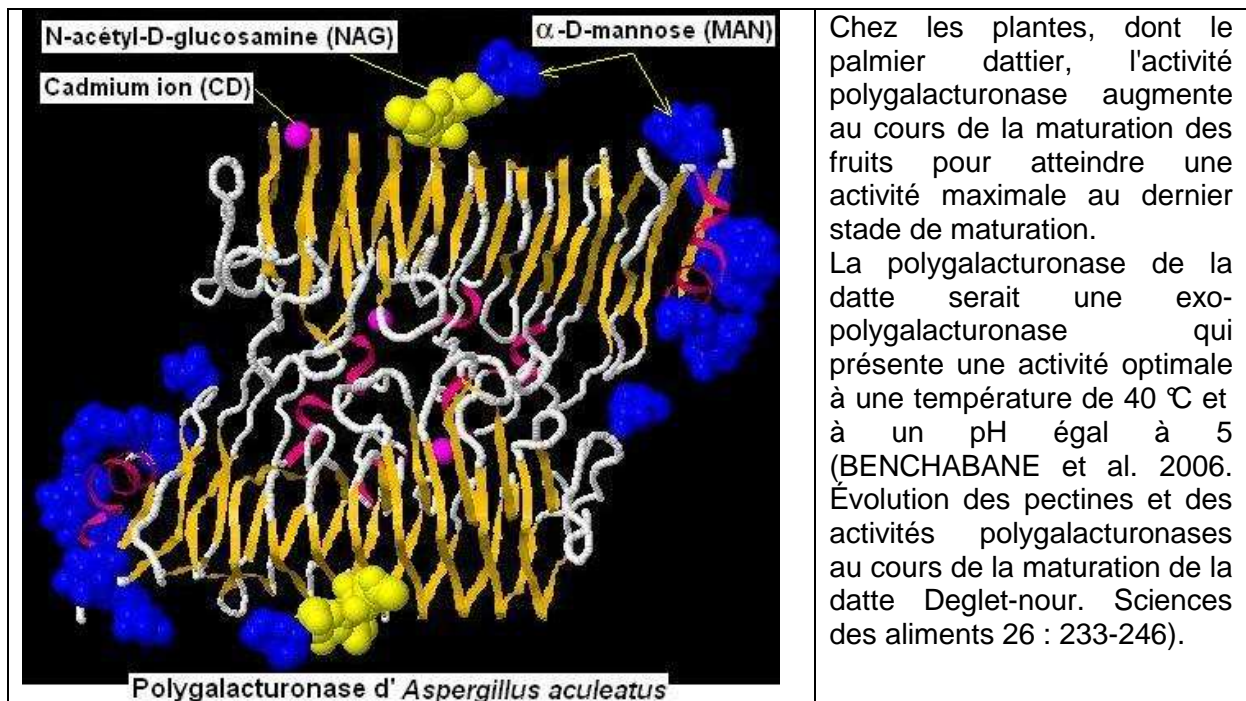 N-acétyl-D-glucosamine (NAG)
α-D-mannose (MAN)
Cadmium ion (CD)
Polygalacturonase d' Aspergillus aculeatus
Chez les plantes, dont le
palmier dattier, l'activité
polygalacturonase augmente
au cours de la maturation des
fruits pour atteindre une
activité maximale au dernier
stade de maturation.
La polygalacturonase de la
datte serait une exo-
polygalacturonase qui
présente une activité optimale
à une température de 40 °C et
à un pH égal à 5
(BENCHABANE et al. 2006.
Évolution des pectines et des
activités polygalacturonases
au cours de la maturation de la
datte Deglet-nour. Sciences
des aliments 26 : 233-246).